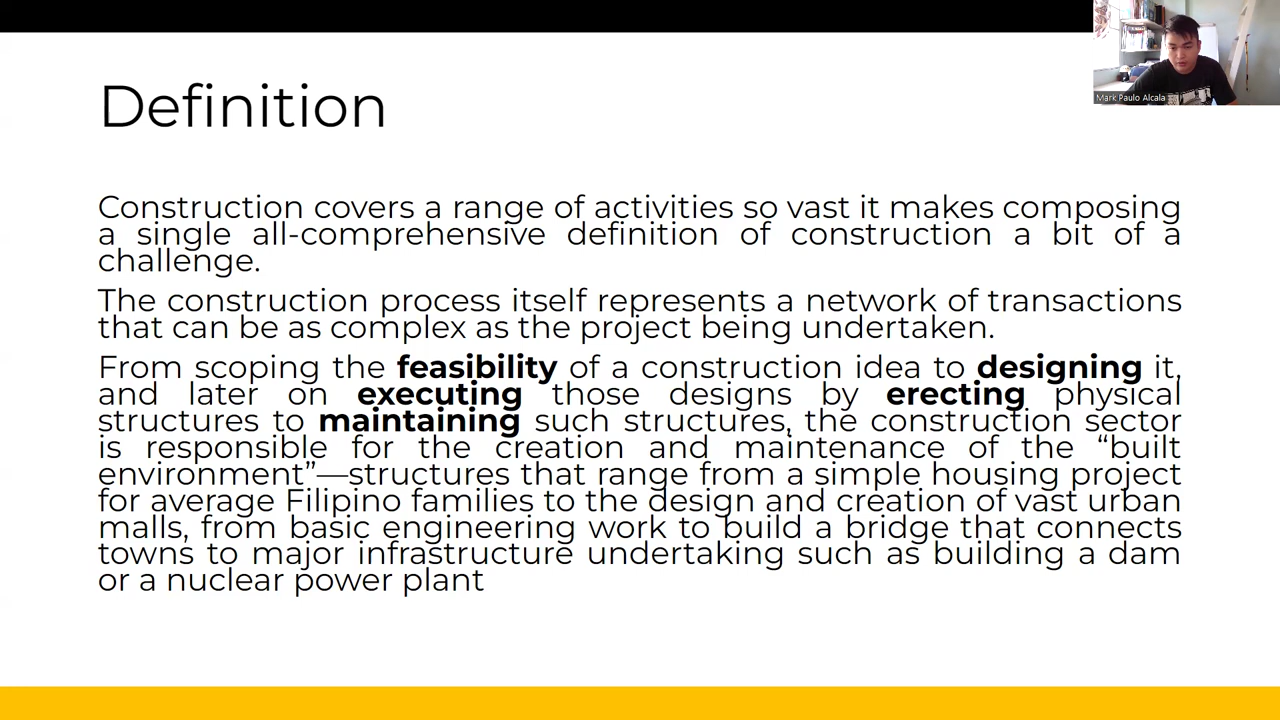 Mark Paulo Alcala
Definition
Construction covers a range of activities so vast it makes composing
a single all-comprehensive definition of construction a bit of a
challenge.
The construction process itself represents a network of transactions
that can be as complex as the project being undertaken.
From scoping the feasibility of a construction idea to designing it,
and later on executing those designs by erecting physical
structures to maintaining such structures, the construction sector
is responsible for the creation and maintenance of the “built
environment”—structures that range from a simple housing project
for average Filipino families to the design and creation of vast urban
malls, from basic engineering work to build a bridge that connects
towns to major infrastructure undertaking such as building a dam
or a nuclear power plant